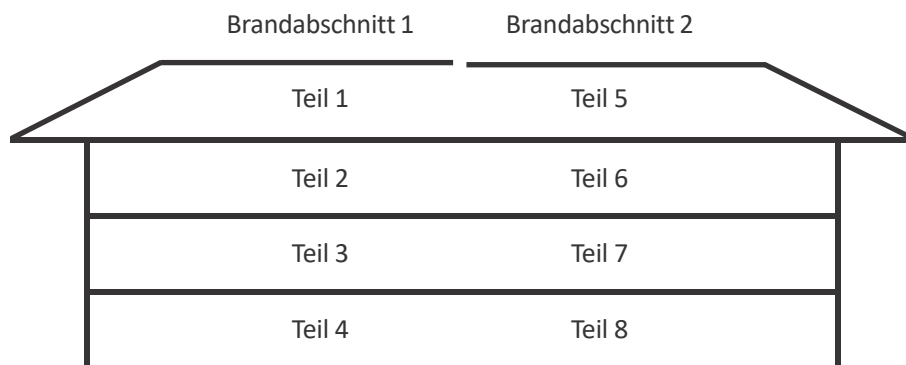 Brandabschnitt 1 Brandabschnitt 2
Teil 1 Teil 5
Teil 2 Teil 6
Teil 3 Teil 7
Teil 4 Teil 8